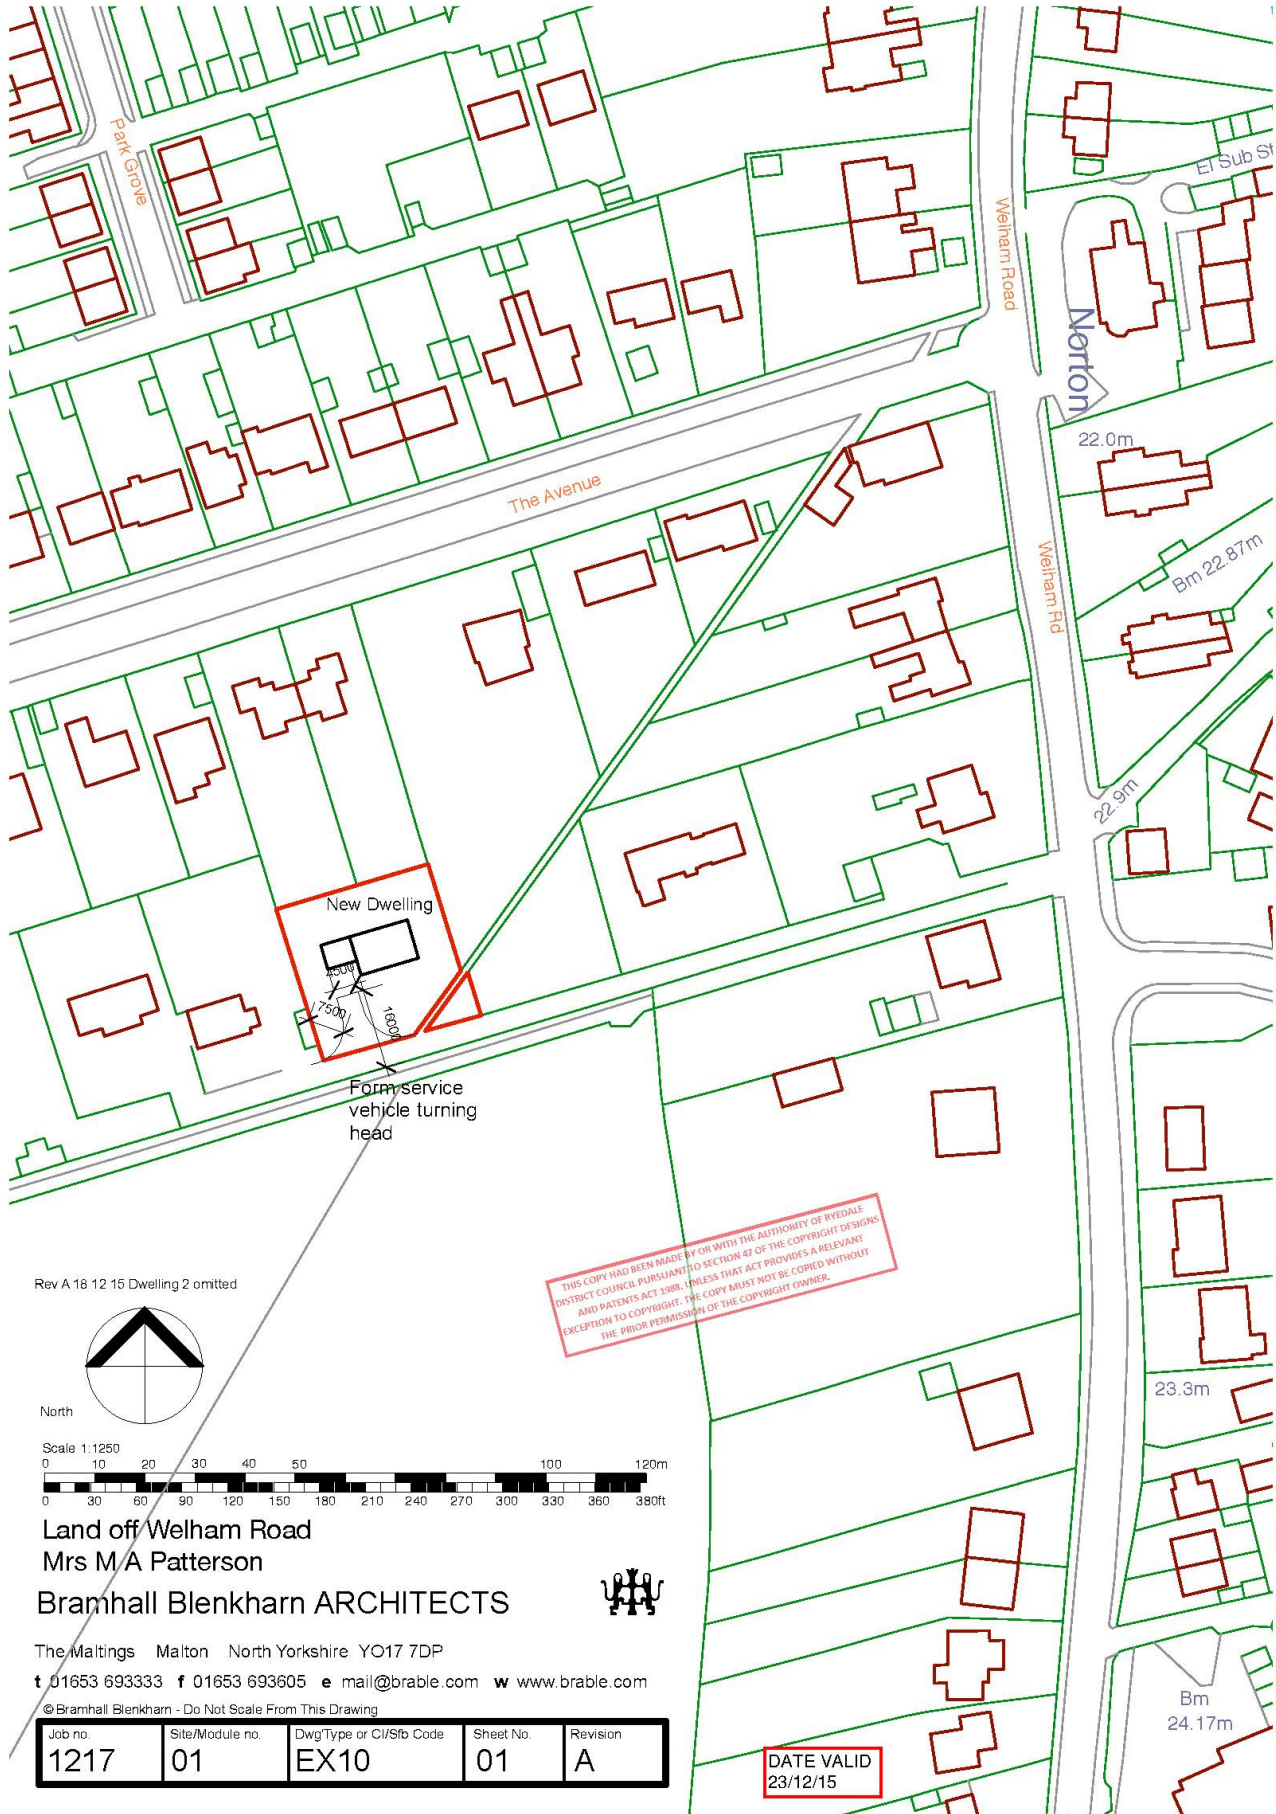 Park Grove
El Sub St
Welham Road
Norton
22.0m
The Avenue
Bm 22.87m
Welham Rd
22.9m
New Dwelling
4500
7500
16000
Form service
vehicle turning
head
THIS COPY HAD BEEN MADE BY OR WITH THE AUTHORITY OF RYEDALE
DISTRICT COUNCIL PURSUANT TO SECTION 47 OF THE COPYRIGHT DESIGNS
AND PATENTS ACT 1988. UNLESS THAT ACT PROVIDES A RELEVANT
EXCEPTION TO COPYRIGHT. THE COPY MUST NOT BE COPIED WITHOUT
THE PRIOR PERMISSION OF THE COPYRIGHT OWNER.
Rev A 18 12 15 Dwelling 2 omitted
North
23.3m
Scale 1:1250
0 10 20 30 40 50 100 120m
0 30 60 90 120 150 180 210 240 270 300 330 360 380ft
Land off Welham Road
Mrs M A Patterson
Bramhall Blenkharn ARCHITECTS
The Maltings Malton North Yorkshire YO17 7DP
t 01653 693333 f 01653 693605 e mail@brable.com w www.brable.com
© Bramhall Blenkharn - Do Not Scale From This Drawing
Job no. Site/Module no. Dwg'Type or CI/Sfb Code Sheet No. Revision
1217 01 EX10 01 A
Bm
24.17m
DATE VALID
23/12/15